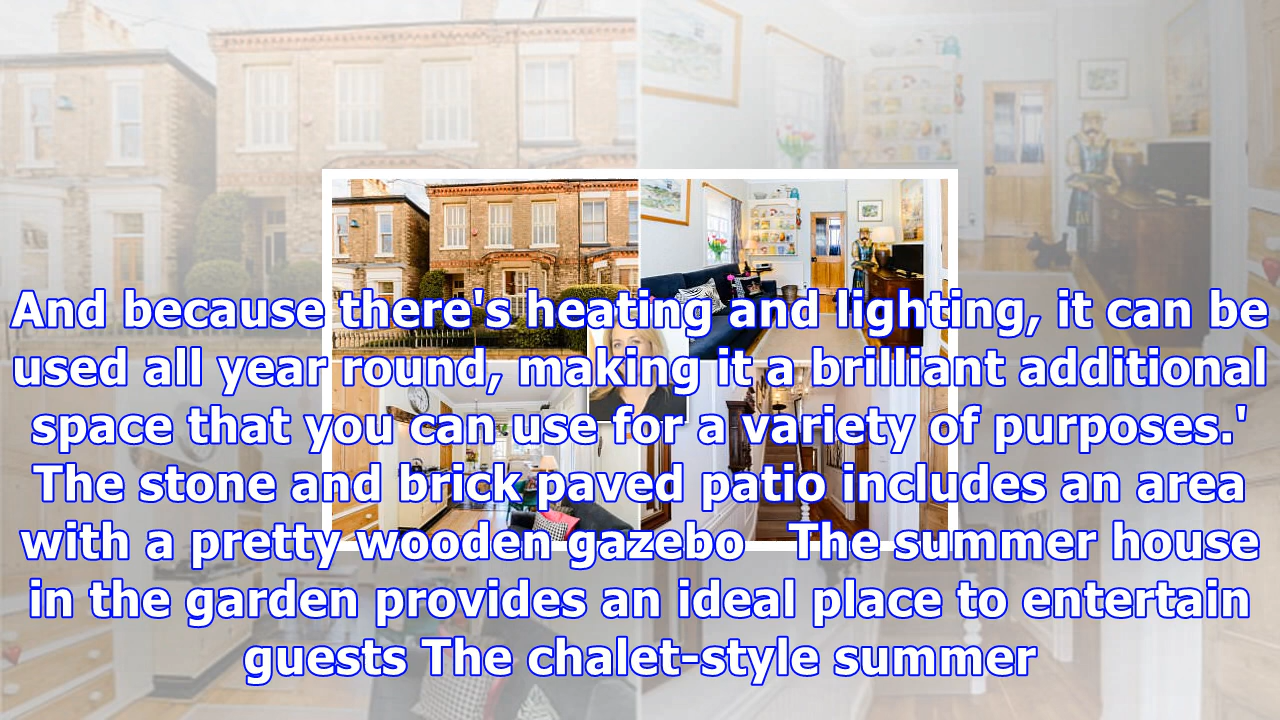 And because there's heating and lighting, it can be
used all year round, making it a brilliant additional
space that you can use for a variety of purposes.'
The stone and brick paved patio includes an area
with a pretty wooden gazebo   The summer house
in the garden provides an ideal place to entertain
guests The chalet-style summer